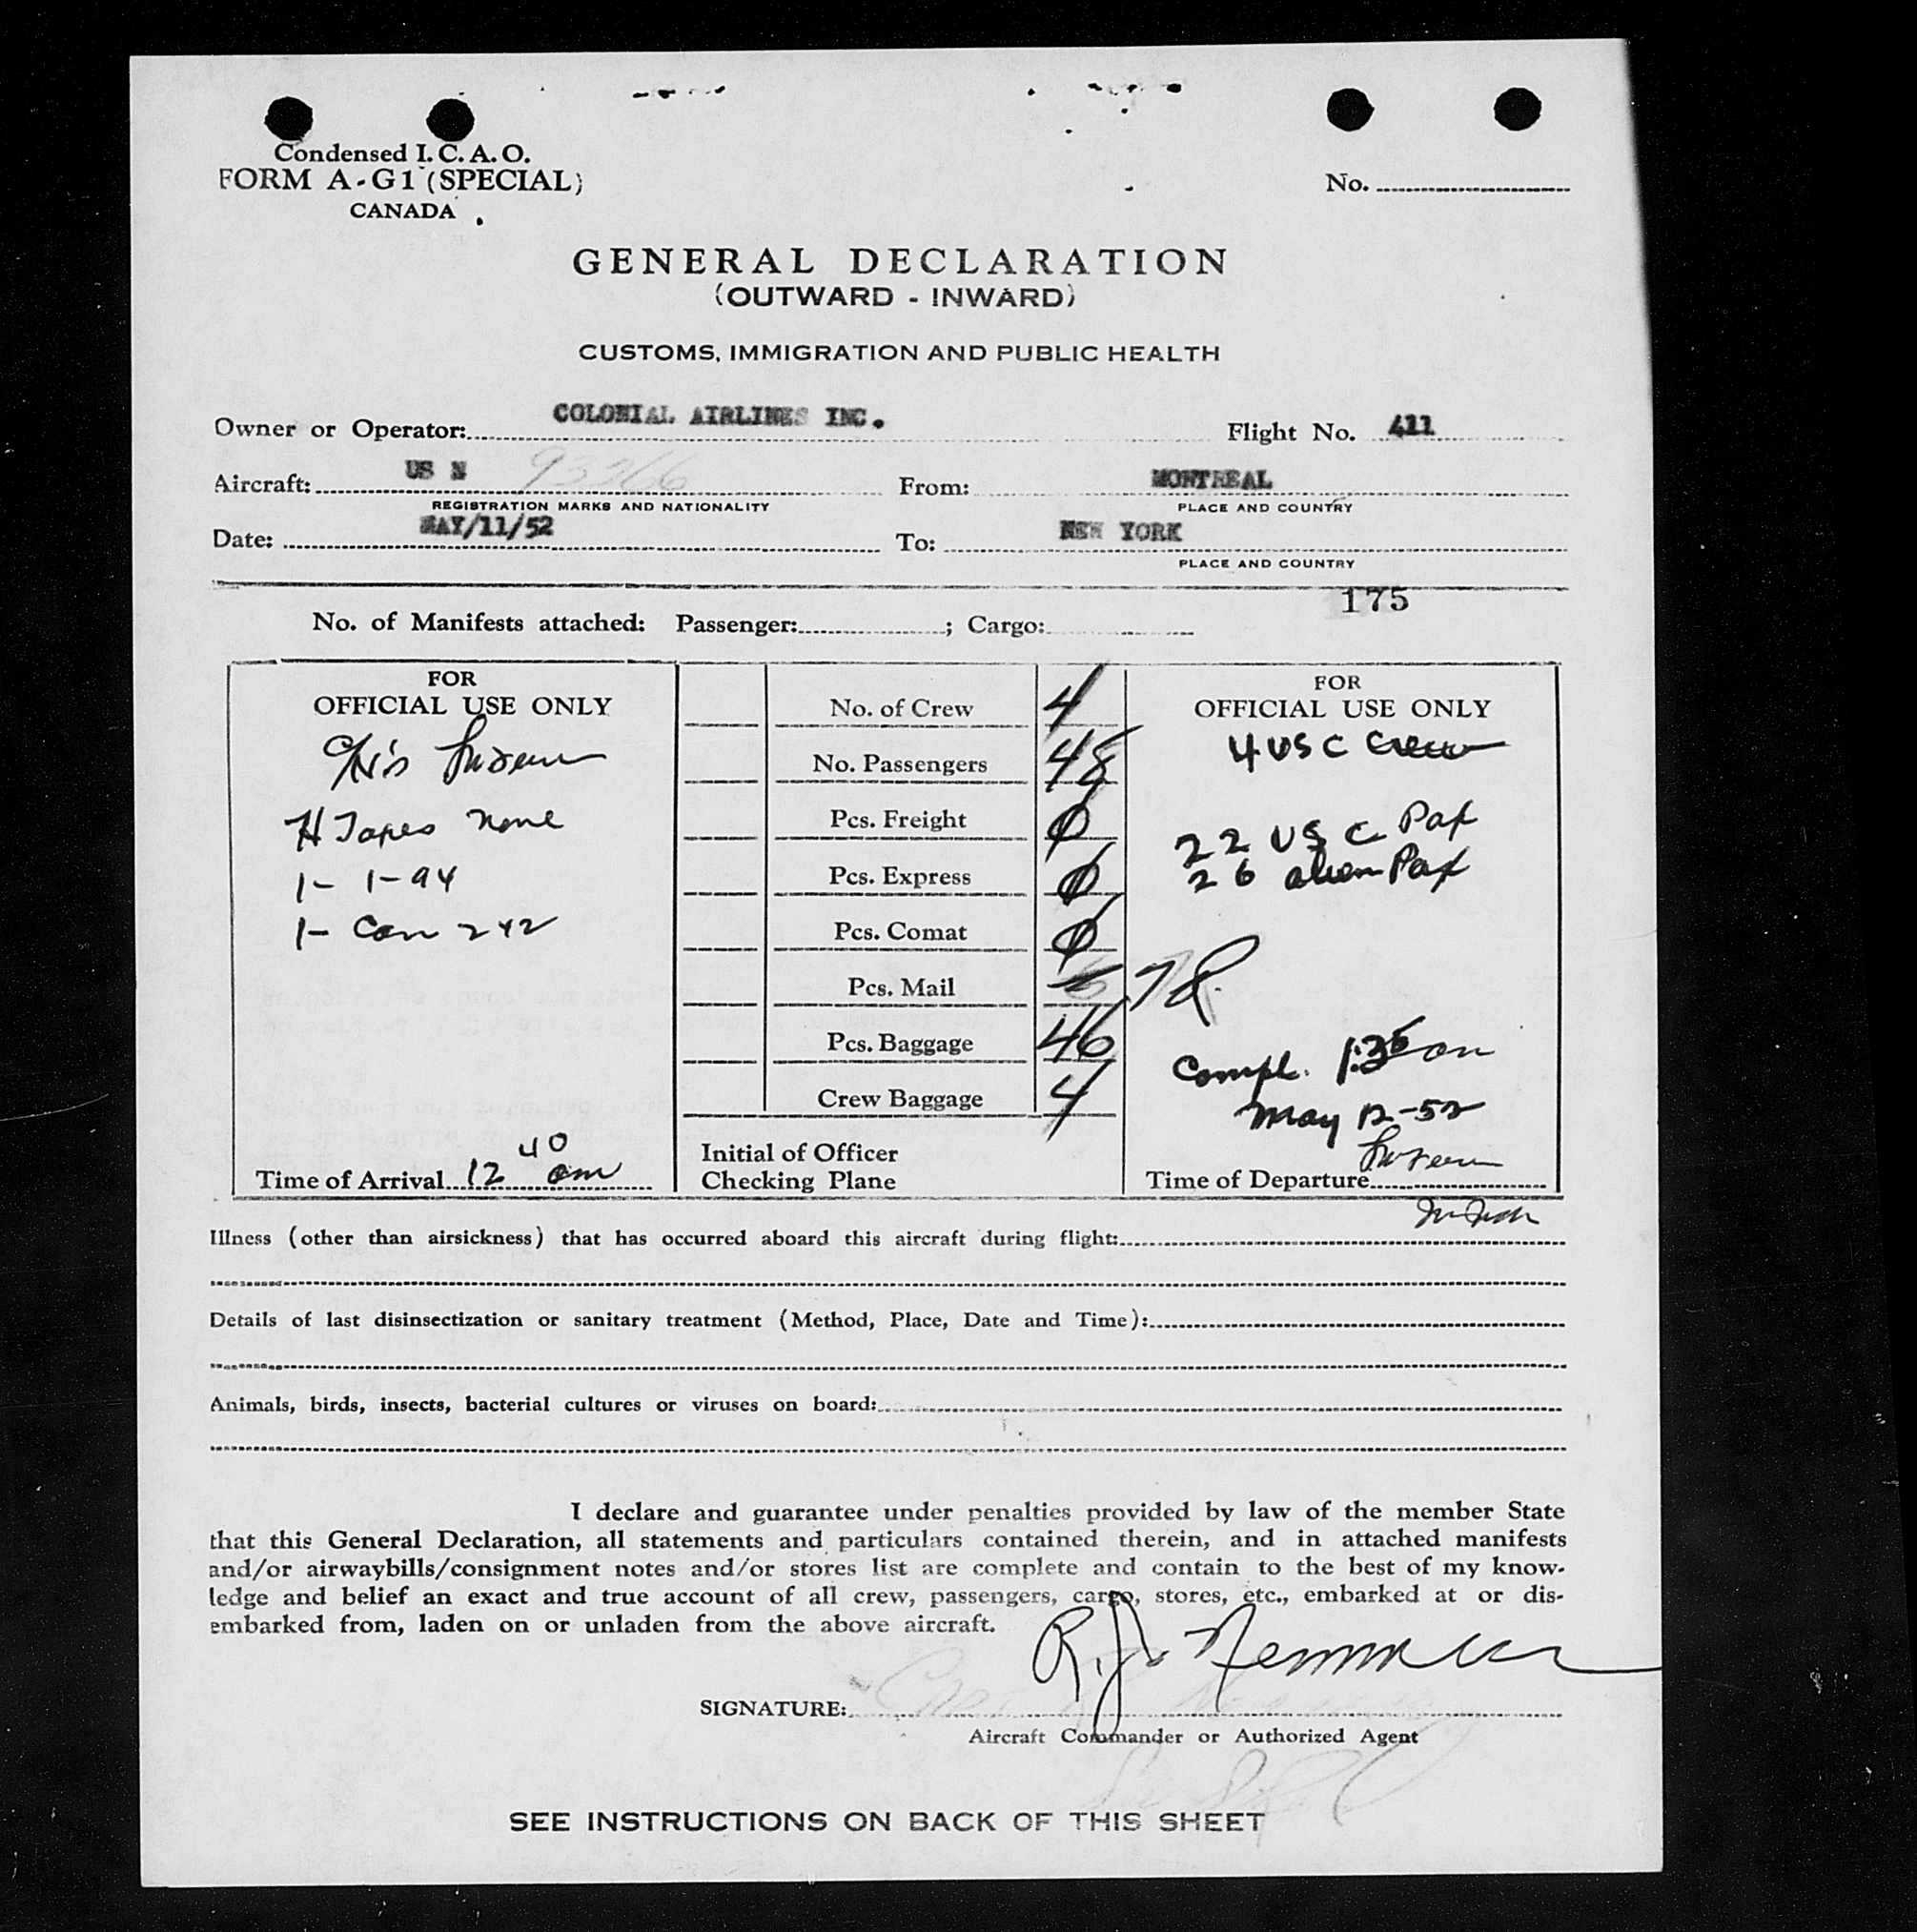 Condensed I. C. A. O.
FORM A-G1 (SPECIAL)
CANADA
No.
GENERAL DECLARATION
(OUTWARD - INWARD)
CUSTOMS, IMMIGRATION AND PUBLIC HEALTH
Owner or Operator: COLONIAL AIRLINES INC. Flight No. 411
Aircraft: US N 93266 From: MONTREAL
REGISTRATION MARKS AND NATIONALITY PLACE AND COUNTRY
Date: MAY/11/52 To: NEW YORK
PLACE AND COUNTRY
175
No. of Manifests attached: Passenger: ; Cargo:
FOR
OFFICIAL USE ONLY
H Tapes none
1- 1-94
1- Con 242
Time of Arrival 12 40 am
No. of Crew 4
No. Passengers 48
Pcs. Freight 0
Pcs. Express 0
Pcs. Comat 0
Pcs. Mail
Pcs. Baggage 46
Crew Baggage 4
Initial of Officer
Checking Plane
FOR
OFFICIAL USE ONLY
4 USC Crew
22 USC Pax
26 alien Pax
Compl. 1:35 am
May 12-52
Time of Departure
Illness (other than airsickness) that has occurred aboard this aircraft during flight:
Details of last disinsectization or sanitary treatment (Method, Place, Date and Time):
Animals, birds, insects, bacterial cultures or viruses on board:
I declare and guarantee under penalties provided by law of the member State
that this General Declaration, all statements and particulars contained therein, and in attached manifests
and/or airwaybills/consignment notes and/or stores list are complete and contain to the best of my know-
ledge and belief an exact and true account of all crew, passengers, cargo, stores, etc., embarked at or dis-
embarked from, laden on or unladen from the above aircraft.
SIGNATURE: R. J.
Aircraft Commander or Authorized Agent
SEE INSTRUCTIONS ON BACK OF THIS SHEET